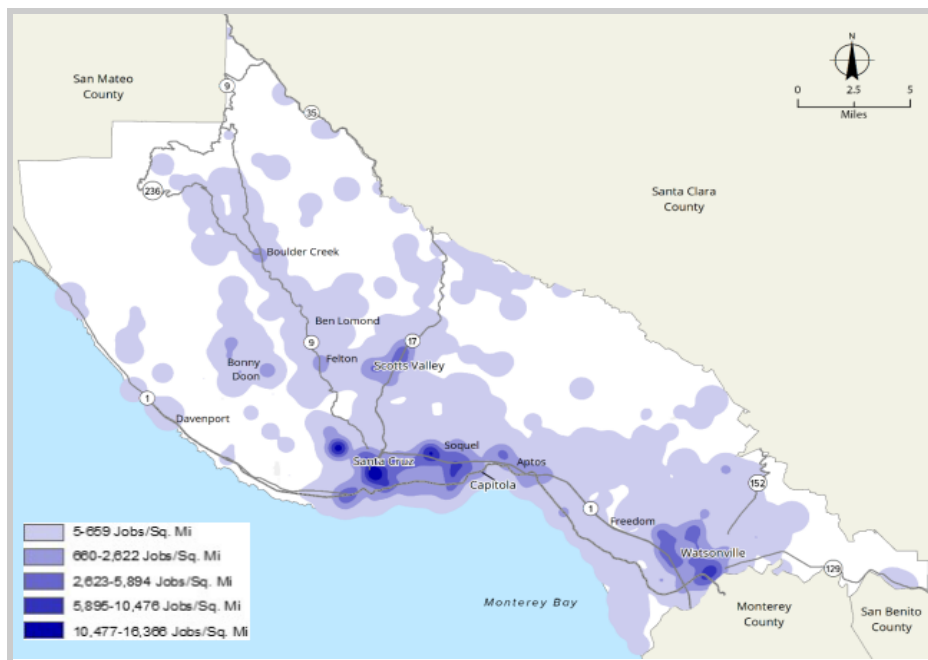 N
0 2.5 5
Miles
San Mateo
County
9
35
236
Santa Clara
County
Boulder Creek
Ben Lomond
9
17
Felton
Scotts Valley
Bonny
Doon
1
Davenport
Soquel
Santa Cruz
Aptos
Capitola
152
1
Freedom
Watsonville
129
Monterey Bay
Monterey
County
San Benito
County
5-659 Jobs/Sq. Mi
660-2,622 Jobs/Sq. Mi
2,623-5,894 Jobs/Sq. Mi
5,895-10,476 Jobs/Sq. Mi
10,477-16,366 Jobs/Sq. Mi